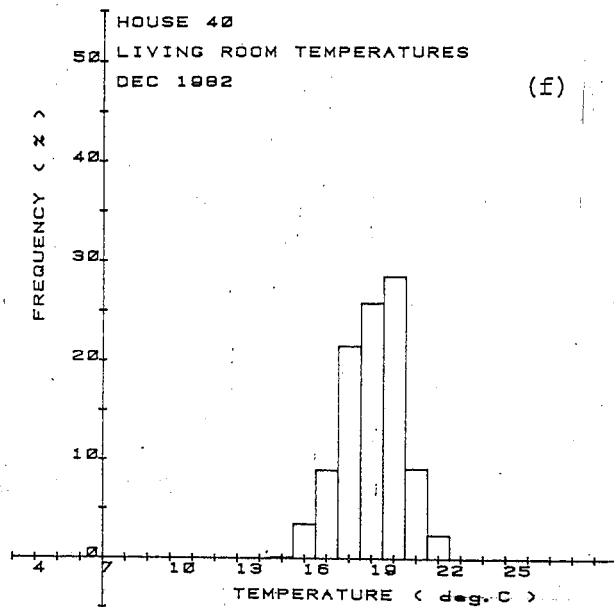 HOUSE 40
LIVING ROOM TEMPERATURES
DEC 1982
(f)
FREQUENCY ( % )
50
40
30
20
10
0
4 7 10 13 16 19 22 25
TEMPERATURE ( deg.C )